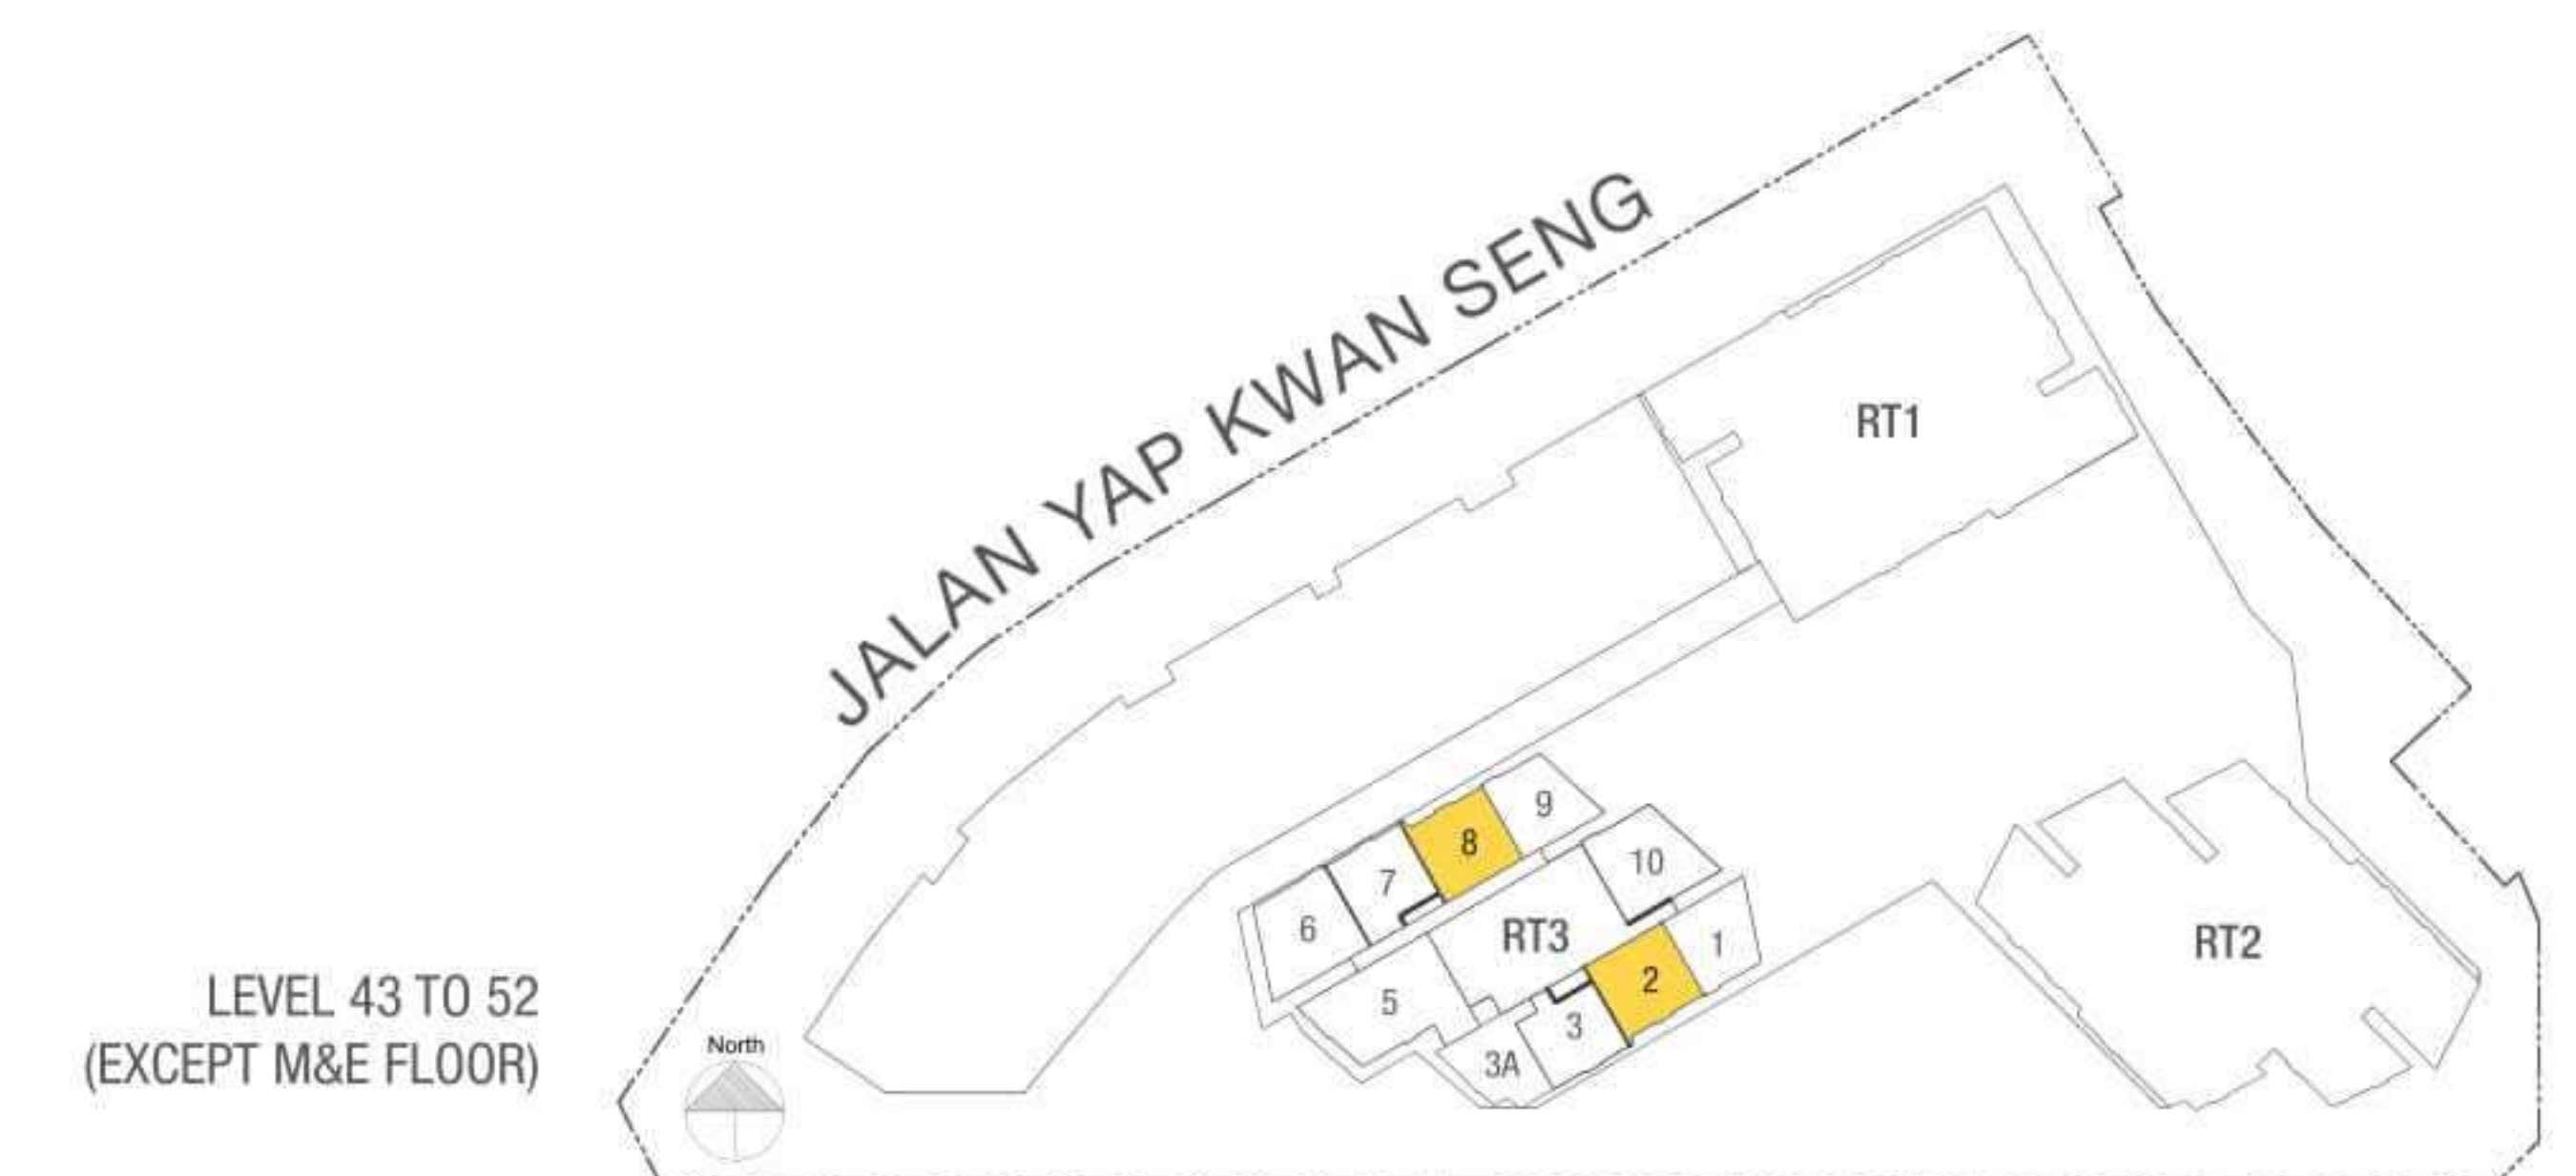 JALAN YAP KWAN SENG
RT1
9
8
10
7
6
RT3
1
2
5
3
3A
RT2
LEVEL 43 TO 52
(EXCEPT M&E FLOOR)
North